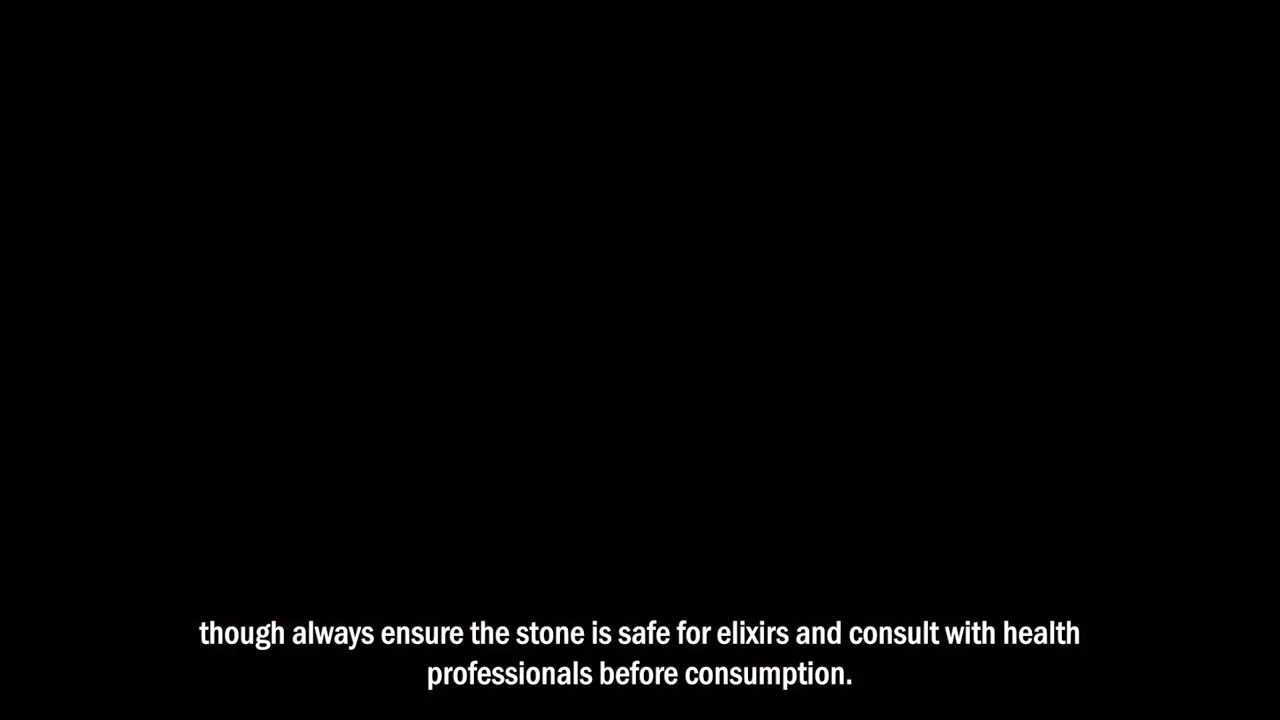 though always ensure the stone is safe for elixirs and consult with health
professionals before consumption.